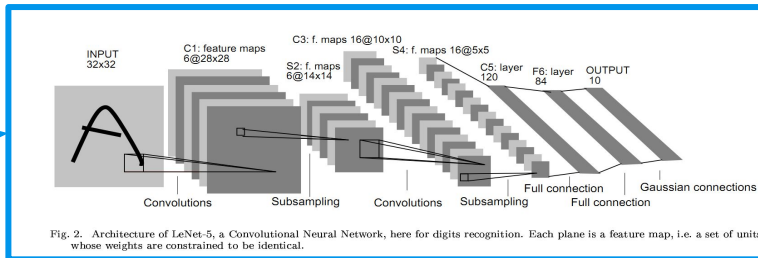 INPUT
32x32
C1: feature maps
6@28x28
S2: f. maps
6@14x14
C3: f. maps 16@10x10
S4: f. maps 16@5x5
C5: layer
120
F6: layer
84
OUTPUT
10
Convolutions
Subsampling
Convolutions
Subsampling
Full connection
Full connection
Gaussian connections
Fig. 2. Architecture of LeNet-5, a Convolutional Neural Network, here for digits recognition. Each plane is a feature map, i.e. a set of units
whose weights are constrained to be identical.